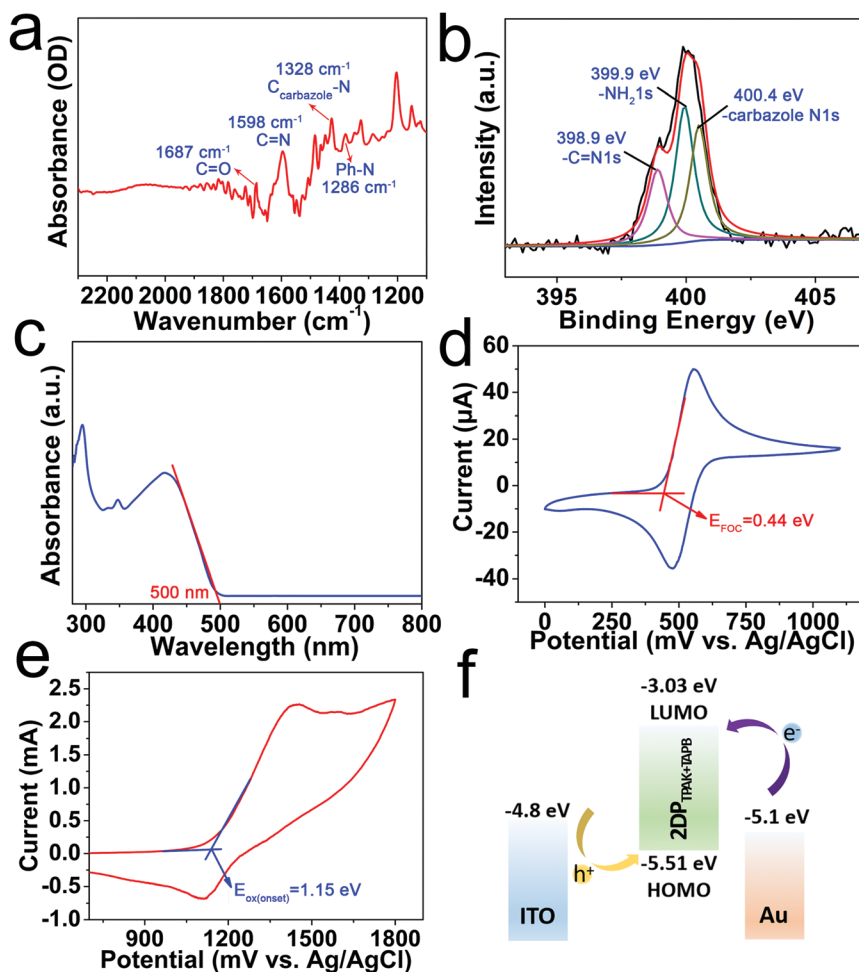 a
Absorbance (OD)
1328 cm⁻¹
C_carbazole-N
1598 cm⁻¹
C=N
1687 cm⁻¹
C=O
Ph-N
1286 cm⁻¹
2200 2000 1800 1600 1400 1200
Wavenumber (cm⁻¹)
b
Intensity (a.u.)
399.9 eV
-NH₂1s
400.4 eV
-carbazole N1s
398.9 eV
-C=N1s
395 400 405
Binding Energy (eV)
c
Absorbance (a.u.)
500 nm
300 400 500 600 700 800
Wavelength (nm)
d
Current (µA)
60
40
20
0
-20
-40
E_FOC=0.44 eV
0 250 500 750 1000
Potential (mV vs. Ag/AgCl)
e
Current (mA)
2.5
2.0
1.5
1.0
0.5
0.0
-0.5
-1.0
E_ox(onset)=1.15 eV
900 1200 1500 1800
Potential (mV vs. Ag/AgCl)
f
-3.03 eV
LUMO
e⁻
2DP_TPAK+TAPB
-4.8 eV
-5.1 eV
h⁺
-5.51 eV
HOMO
ITO
Au